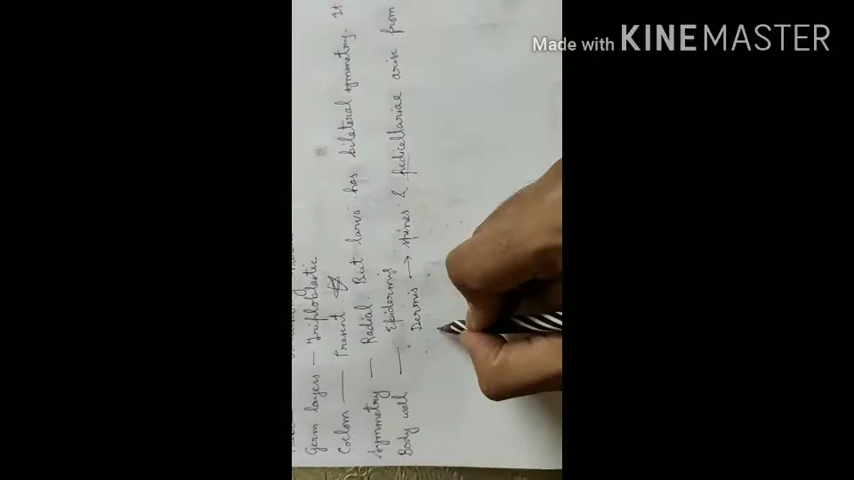 Made with KINEMASTER
Germ layers — Triploblastic
Coelom — Present
Symmetry — Radial. But larva has bilateral symmetry. It
Body wall — Epidermis
Dermis → spines & pedicellariae arise from